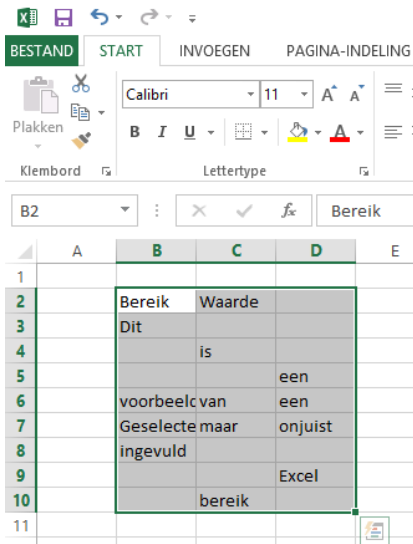 BESTAND START INVOEGEN PAGINA-INDELING
Calibri 11 A A
Plakken B I U A
Klembord Lettertype
B2 fx Bereik
A B C D E
1
2 Bereik Waarde
3 Dit
4 is
5 een
6 voorbeeld van een
7 Geselecte maar onjuist
8 ingevuld
9 Excel
10 bereik
11